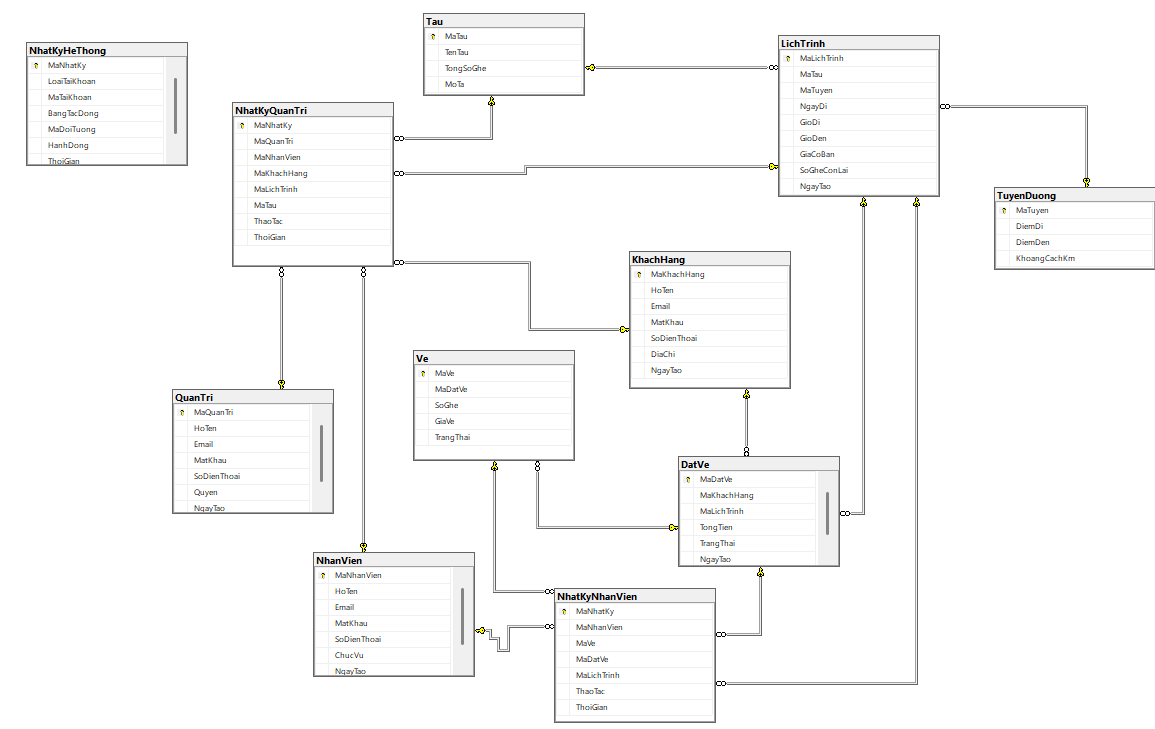 NhatKyHeThong
MaNhatKy
LoaiTaiKhoan
MaTaiKhoan
BangTacDong
MaDoiTuong
HanhDong
ThoiGian
Tau
MaTau
TenTau
TongSoGhe
MoTa
LichTrinh
MaLichTrinh
MaTau
MaTuyen
NgayDi
GioDi
GioDen
GiaCoBan
SoGheConLai
NgayTao
NhatKyQuanTri
MaNhatKy
MaQuanTri
MaNhanVien
MaKhachHang
MaLichTrinh
MaTau
ThaoTac
ThoiGian
TuyenDuong
MaTuyen
DiemDi
DiemDen
KhoangCachKm
KhachHang
MaKhachHang
HoTen
Email
MatKhau
SoDienThoai
DiaChi
NgayTao
Ve
MaVe
MaDatVe
SoGhe
GiaVe
TrangThai
QuanTri
MaQuanTri
HoTen
Email
MatKhau
SoDienThoai
Quyen
NgayTao
DatVe
MaDatVe
MaKhachHang
MaLichTrinh
TongTien
TrangThai
NgayTao
NhanVien
MaNhanVien
HoTen
Email
MatKhau
SoDienThoai
ChucVu
NgayTao
NhatKyNhanVien
MaNhatKy
MaNhanVien
MaVe
MaDatVe
MaLichTrinh
ThaoTac
ThoiGian